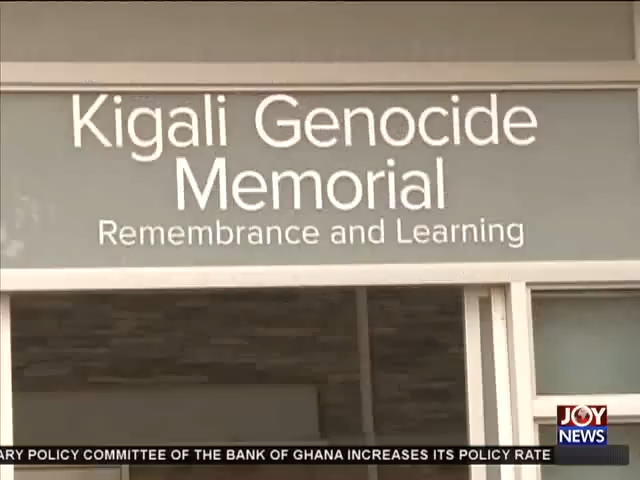 Kigali Genocide
Memorial
Remembrance and Learning
JOY
NEWS
ARY POLICY COMMITTEE OF THE BANK OF GHANA INCREASES ITS POLICY RATE